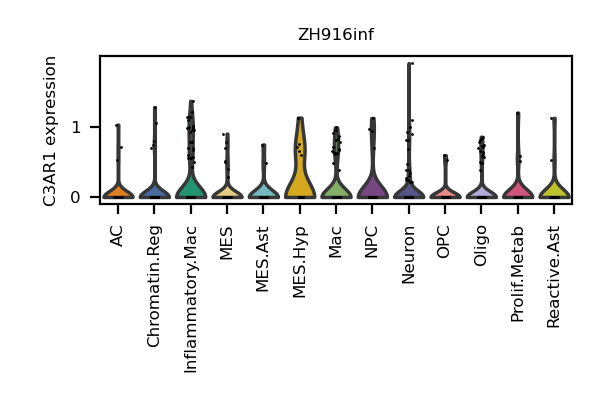 ZH916inf
C3AR1 expression
1
0
AC
Chromatin.Reg
Inflammatory.Mac
MES
MES.Ast
MES.Hyp
Mac
NPC
Neuron
OPC
Oligo
Prolif.Metab
Reactive.Ast